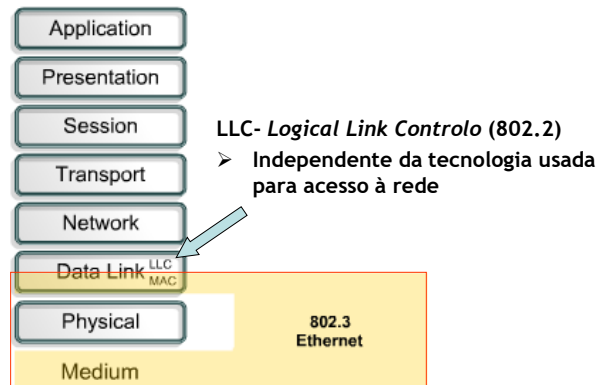 Application
Presentation
Session
LLC- Logical Link Controlo (802.2)
➢ Independente da tecnologia usada
para acesso à rede
Transport
Network
Data Link LLC
MAC
Physical
802.3
Ethernet
Medium